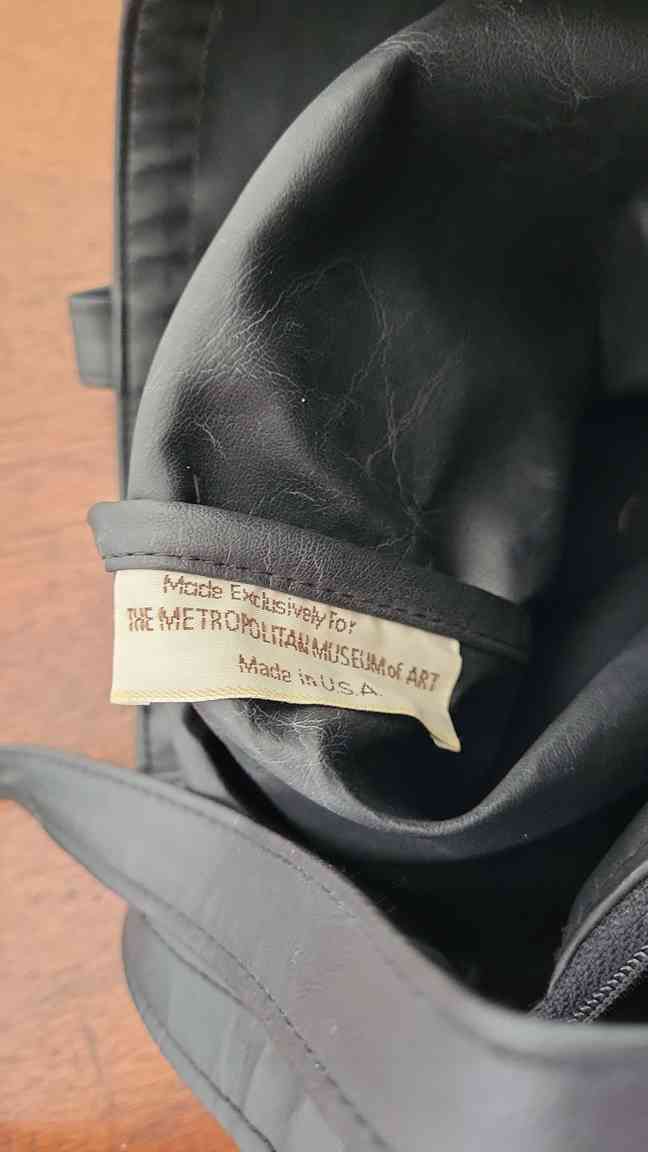 Made Exclusively For
THE METROPOLITAN MUSEUM of ART
Made in U.S.A.